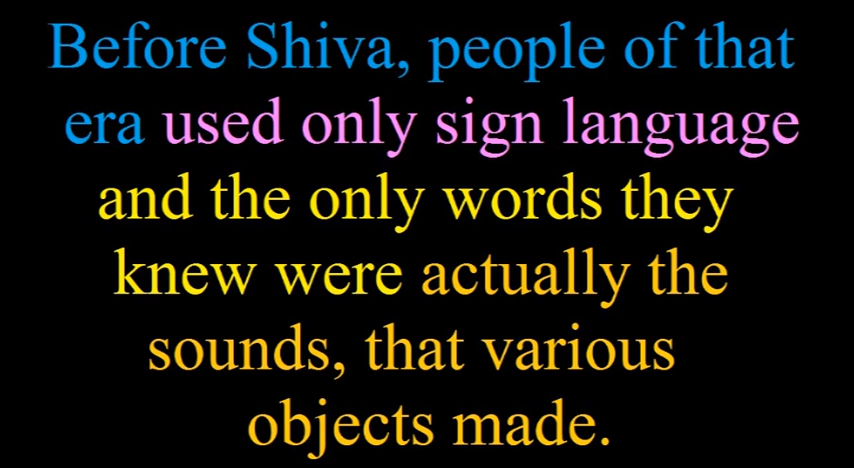 Before Shiva, people of that
era used only sign language
and the only words they
knew were actually the
sounds, that various
objects made.